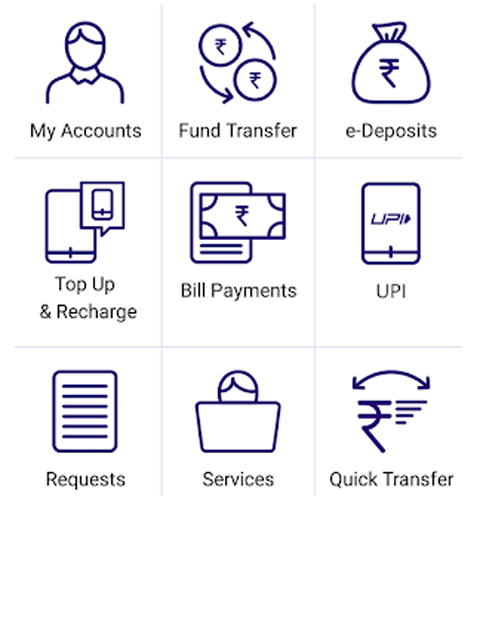 ₹
₹
₹
My Accounts
Fund Transfer
e-Deposits
₹
UPI
Top Up
& Recharge
Bill Payments
UPI
₹
Requests
Services
Quick Transfer